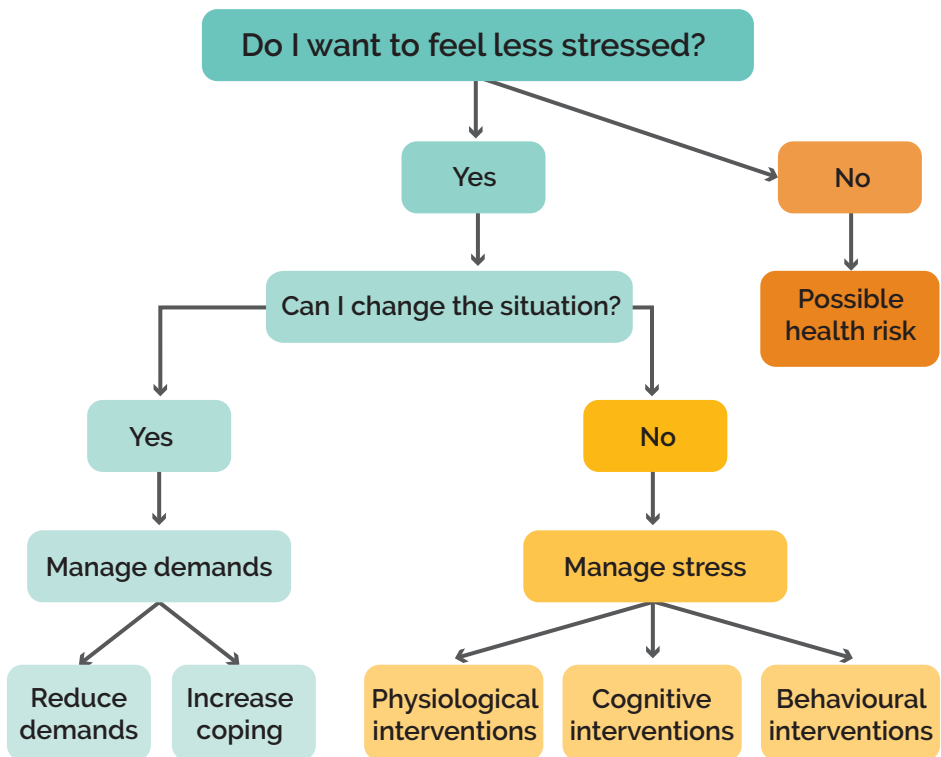 Do I want to feel less stressed?
Yes
No
Can I change the situation?
Possible
health risk
Yes
No
Manage demands
Manage stress
Reduce
demands
Increase
coping
Physiological
interventions
Cognitive
interventions
Behavioural
interventions